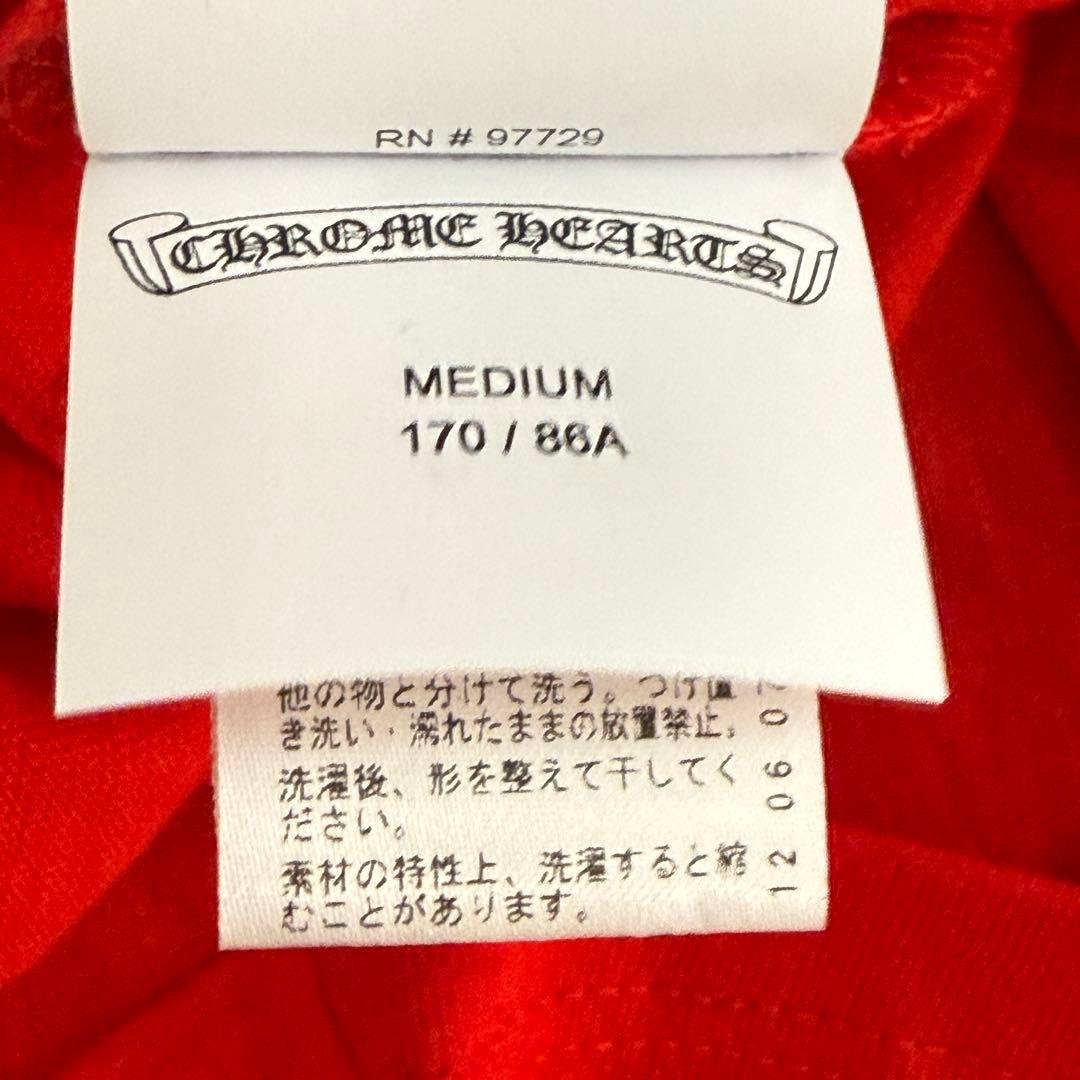 RN # 97729
CHROME HEARTS
MEDIUM
170 / 86A
他の物と分けて洗う。つけ置
き洗い・濡れたままの放置禁止。
洗濯後、形を整えて干してく
ださい。
素材の特性上、洗濯すると縮
むことがあります。
12 06 0